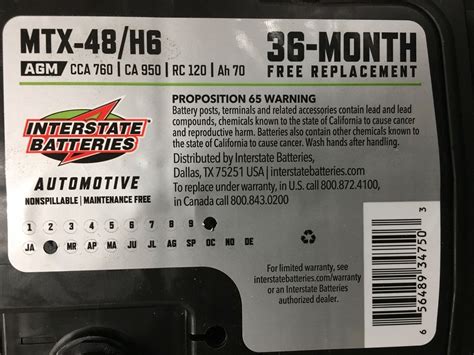 MTX-48/H6
AGM CCA 760 | CA 950 | RC 120 | Ah 70
36-MONTH
FREE REPLACEMENT
INTERSTATE
BATTERIES
AUTOMOTIVE
NONSPILLABLE | MAINTENANCE FREE
PROPOSITION 65 WARNING
Battery posts, terminals and related accessories contain lead and lead
compounds, chemicals known to the state of California to cause cancer
and reproductive harm. Batteries also contain other chemicals known to
the state of California to cause cancer. Wash hands after handling.
Distributed by Interstate Batteries,
Dallas, TX 75251 USA | interstatebatteries.com
To replace under warranty, in U.S. call 800.872.4100,
in Canada call 800.843.0200
1 2 3 4 5 6 7 8 9
JA MR AP MY JN JL AU SP OC NO DE
For limited warranty, see
interstatebatteries.com/warranty
or an Interstate Batteries
authorized dealer.
6 56489 34750 3